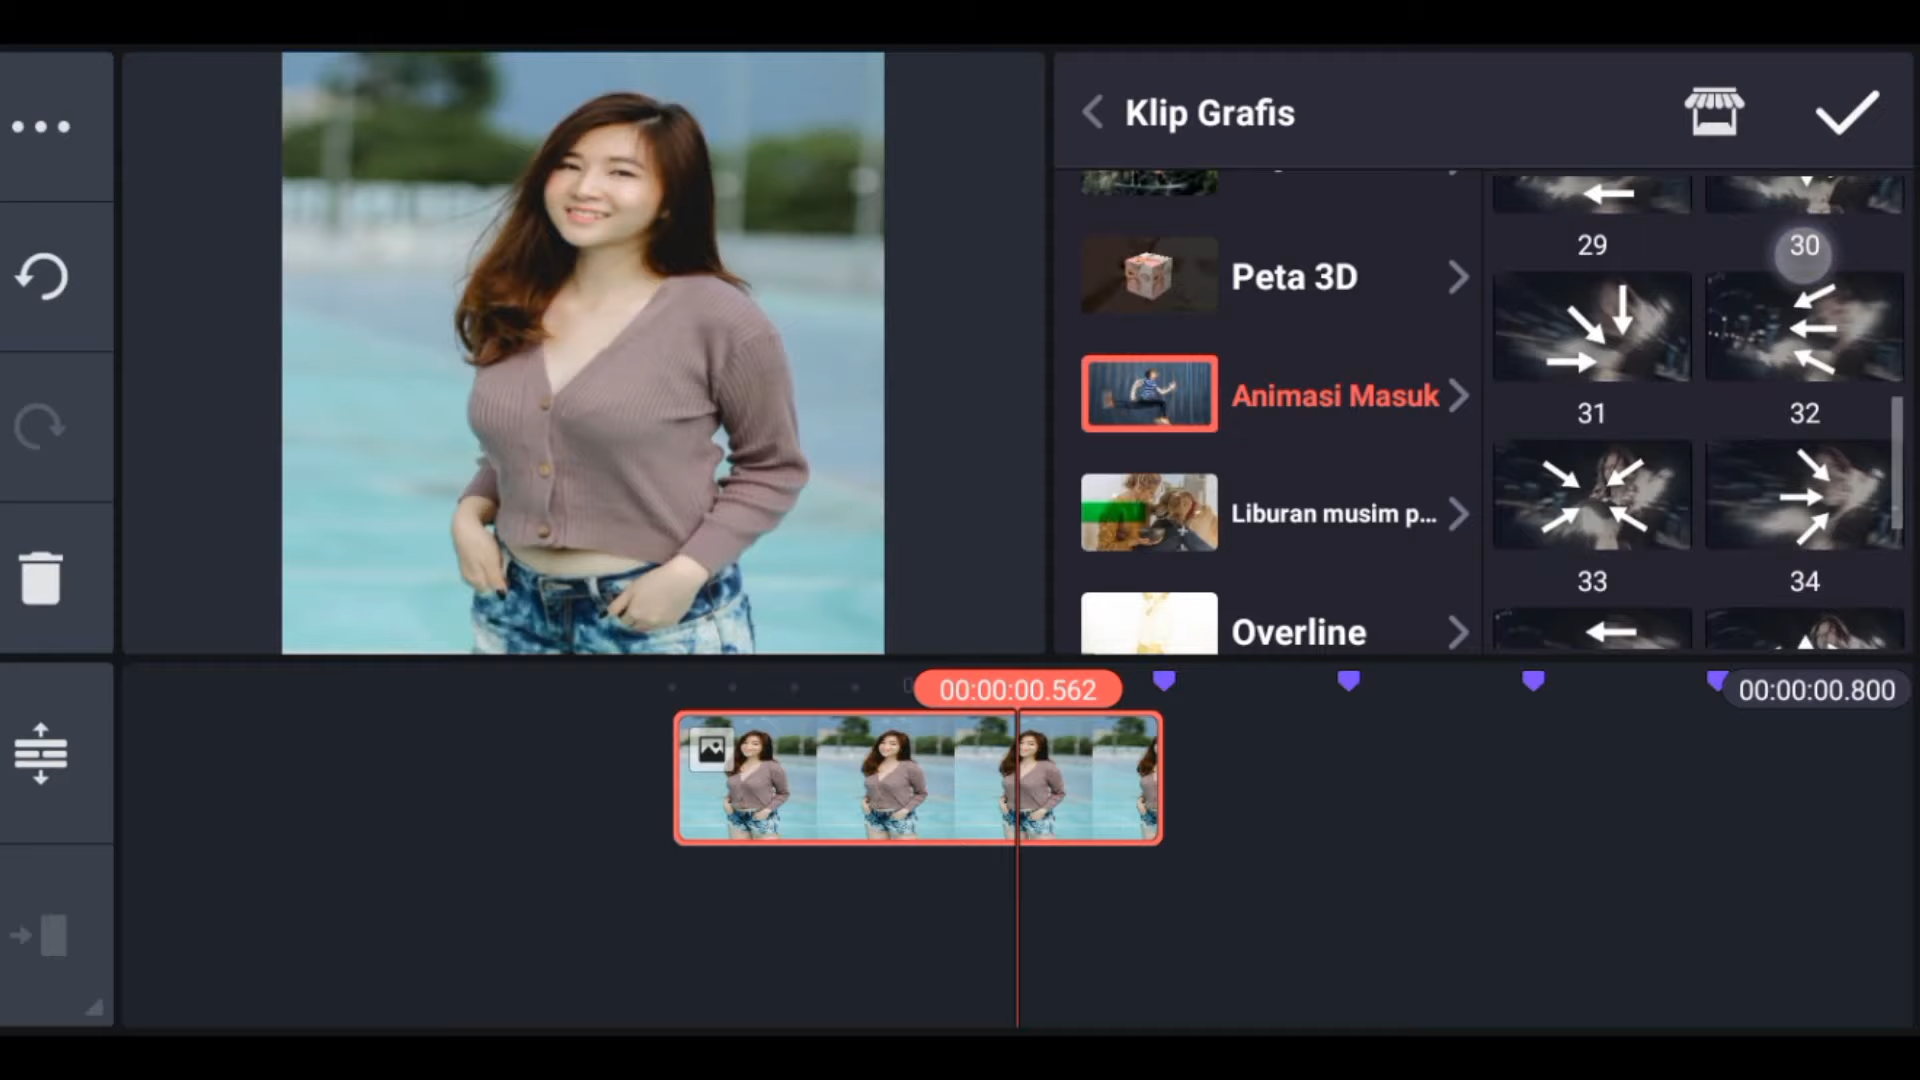 Klip Grafis
29
30
Peta 3D
31
32
Animasi Masuk
Liburan musim p...
33
34
Overline
00:00:00.562
00:00:00.800